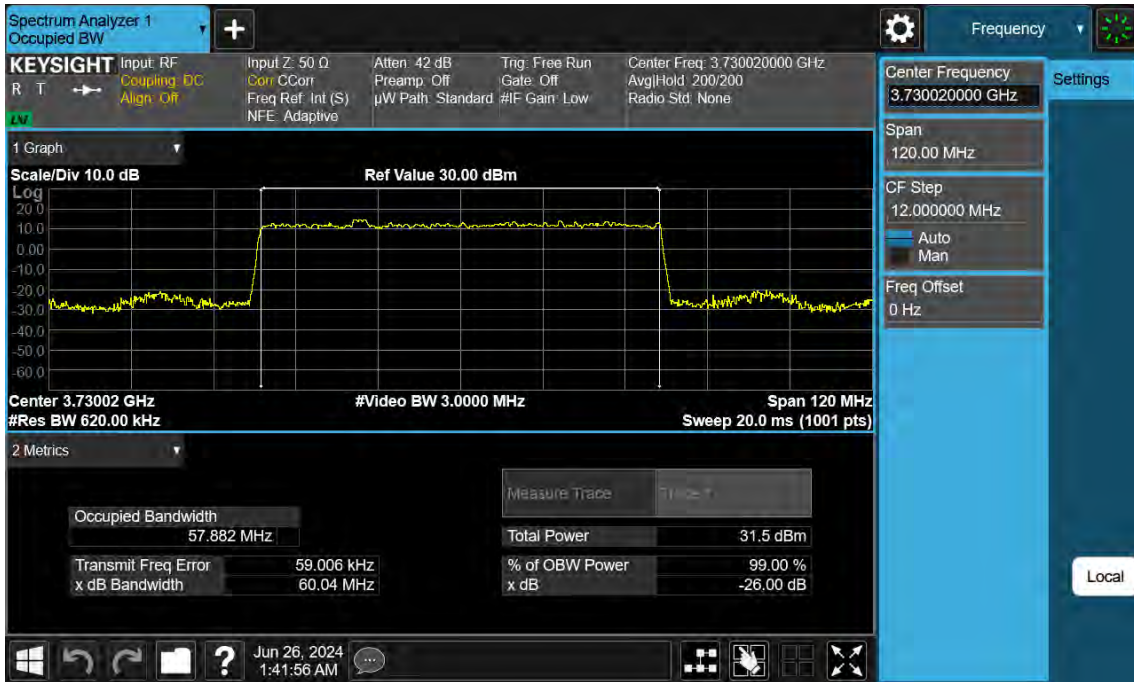 Spectrum Analyzer 1
Occupied BW
+
Frequency
KEYSIGHT
R T
LNI
Input: RF
Coupling: DC
Align: Off
Input Z: 50 Ω
Corr CCorr
Freq Ref: Int (S)
NFE: Adaptive
Atten: 42 dB
Preamp: Off
µW Path: Standard
Trig: Free Run
Gate: Off
#IF Gain: Low
Center Freq: 3.730020000 GHz
Avg|Hold: 200/200
Radio Std: None
Center Frequency
3.730020000 GHz
Settings
Span
120.00 MHz
CF Step
12.000000 MHz
Auto
Man
Freq Offset
0 Hz
Local
1 Graph
Scale/Div 10.0 dB
Ref Value 30.00 dBm
Log
20.0
10.0
0.00
-10.0
-20.0
-30.0
-40.0
-50.0
-60.0
Center 3.73002 GHz
#Video BW 3.0000 MHz
Span 120 MHz
#Res BW 620.00 kHz
Sweep 20.0 ms (1001 pts)
2 Metrics
Measure Trace
Trace 1
Occupied Bandwidth
57.882 MHz
Total Power
31.5 dBm
Transmit Freq Error
59.006 kHz
% of OBW Power
99.00 %
x dB Bandwidth
60.04 MHz
x dB
-26.00 dB
?
Jun 26, 2024
1:41:56 AM